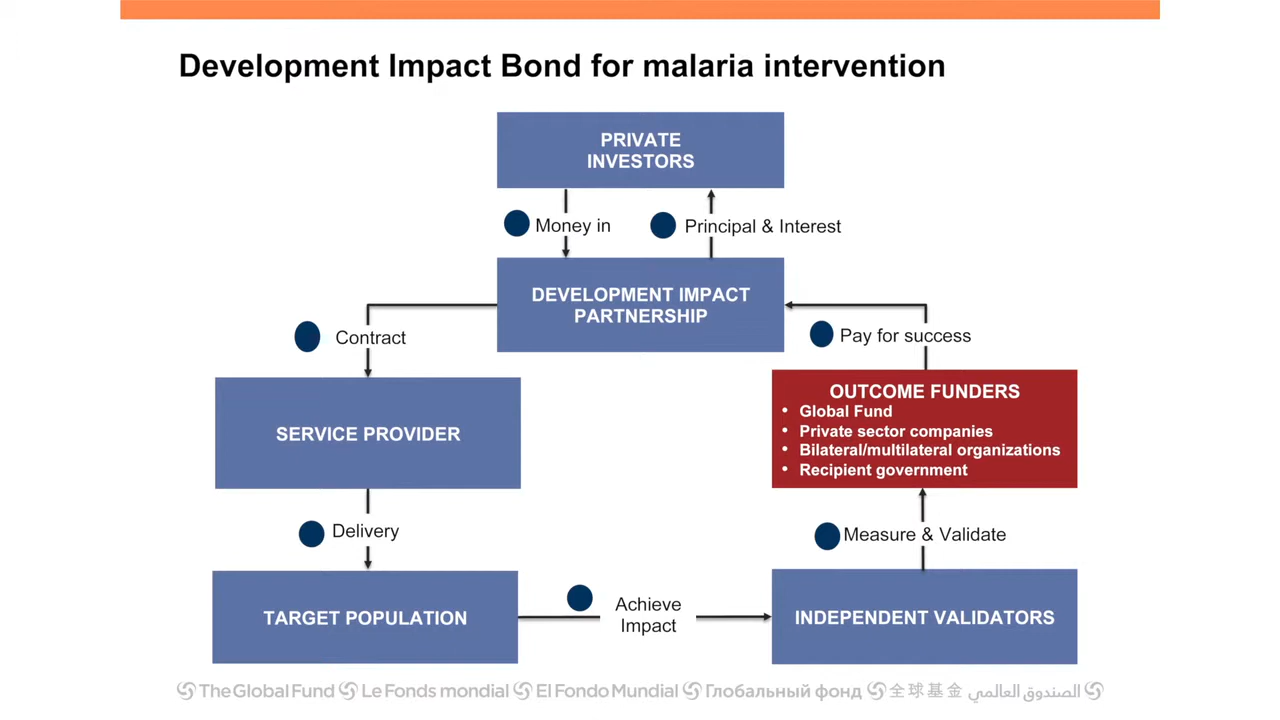 Development Impact Bond for malaria intervention
PRIVATE
INVESTORS
Money in
Principal & Interest
DEVELOPMENT IMPACT
PARTNERSHIP
Contract
Pay for success
SERVICE PROVIDER
OUTCOME FUNDERS
• Global Fund
• Private sector companies
• Bilateral/multilateral organizations
• Recipient government
Delivery
Measure & Validate
TARGET POPULATION
Achieve
Impact
INDEPENDENT VALIDATORS
The Global Fund Le Fonds mondial El Fondo Mundial Глобальный фонд 全球基金 الصندوق العالمي